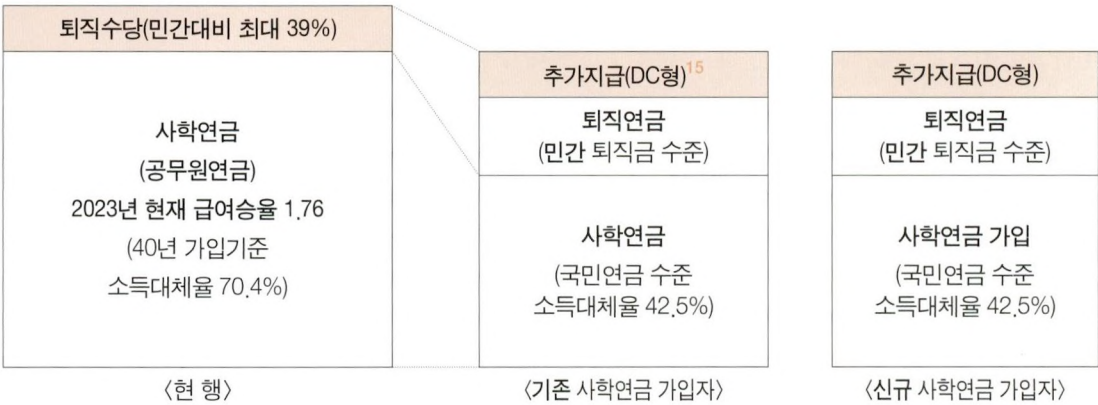 퇴직수당(민간대비 최대 39%)
사학연금
(공무원연금)
2023년 현재 급여승율 1.76
(40년 가입기준
소득대체율 70.4%)
〈현 행〉
추가지급(DC형)15
퇴직연금
(민간 퇴직금 수준)
사학연금
(국민연금 수준
소득대체율 42.5%)
〈기존 사학연금 가입자〉
추가지급(DC형)
퇴직연금
(민간 퇴직금 수준)
사학연금 가입
(국민연금 수준
소득대체율 42.5%)
〈신규 사학연금 가입자〉